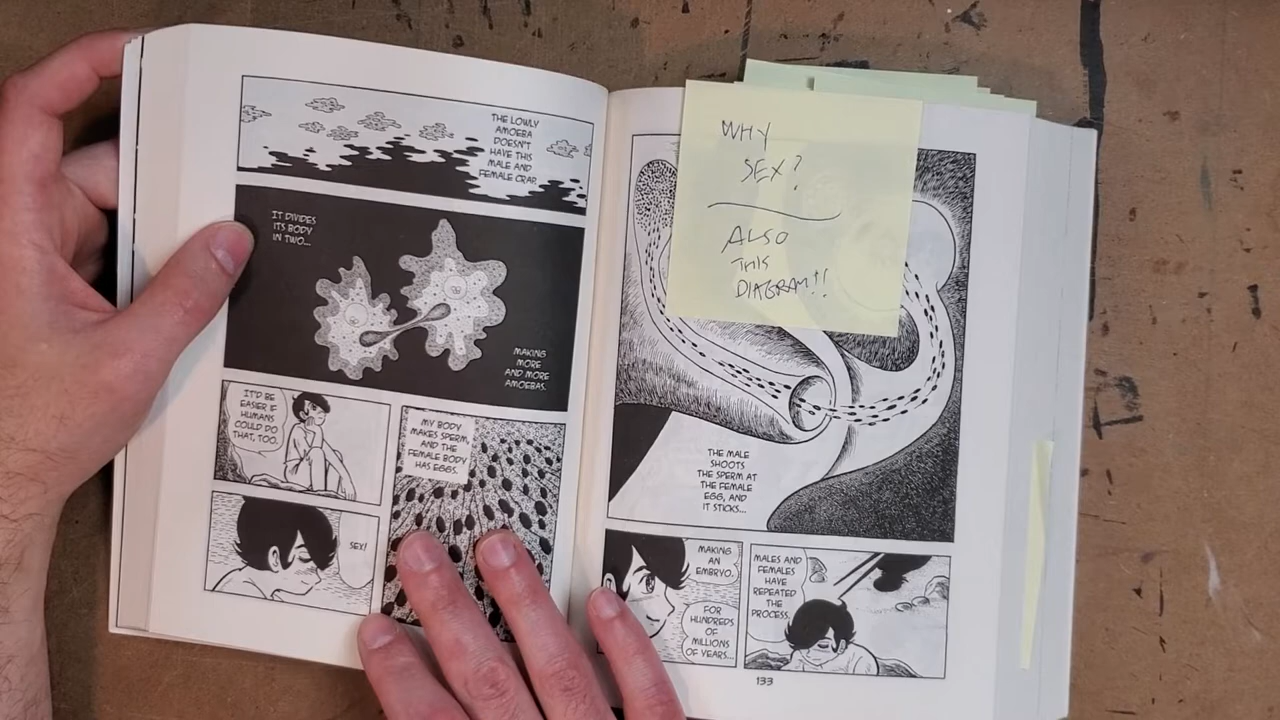 THE LOWLY
AMOEBA
DOESN'T
HAVE THIS
MALE AND
FEMALE CRAP.
IT DIVIDES
ITS BODY
IN TWO...
MAKING
MORE
AND MORE
AMOEBAS.
IT'D BE
EASIER IF
HUMANS
COULD DO
THAT, TOO.
MY BODY
MAKES SPERM,
AND THE
FEMALE BODY
HAS EGGS.
SEX!
WHY
SEX?
ALSO
THIS
DIAGRAM!!
THE MALE
SHOOTS
THE SPERM AT
THE FEMALE
EGG, AND
IT STICKS...
MAKING
AN
EMBRYO.
FOR
HUNDREDS
OF
MILLIONS
OF YEARS...
MALES AND
FEMALES
HAVE
REPEATED
THE
PROCESS.
133